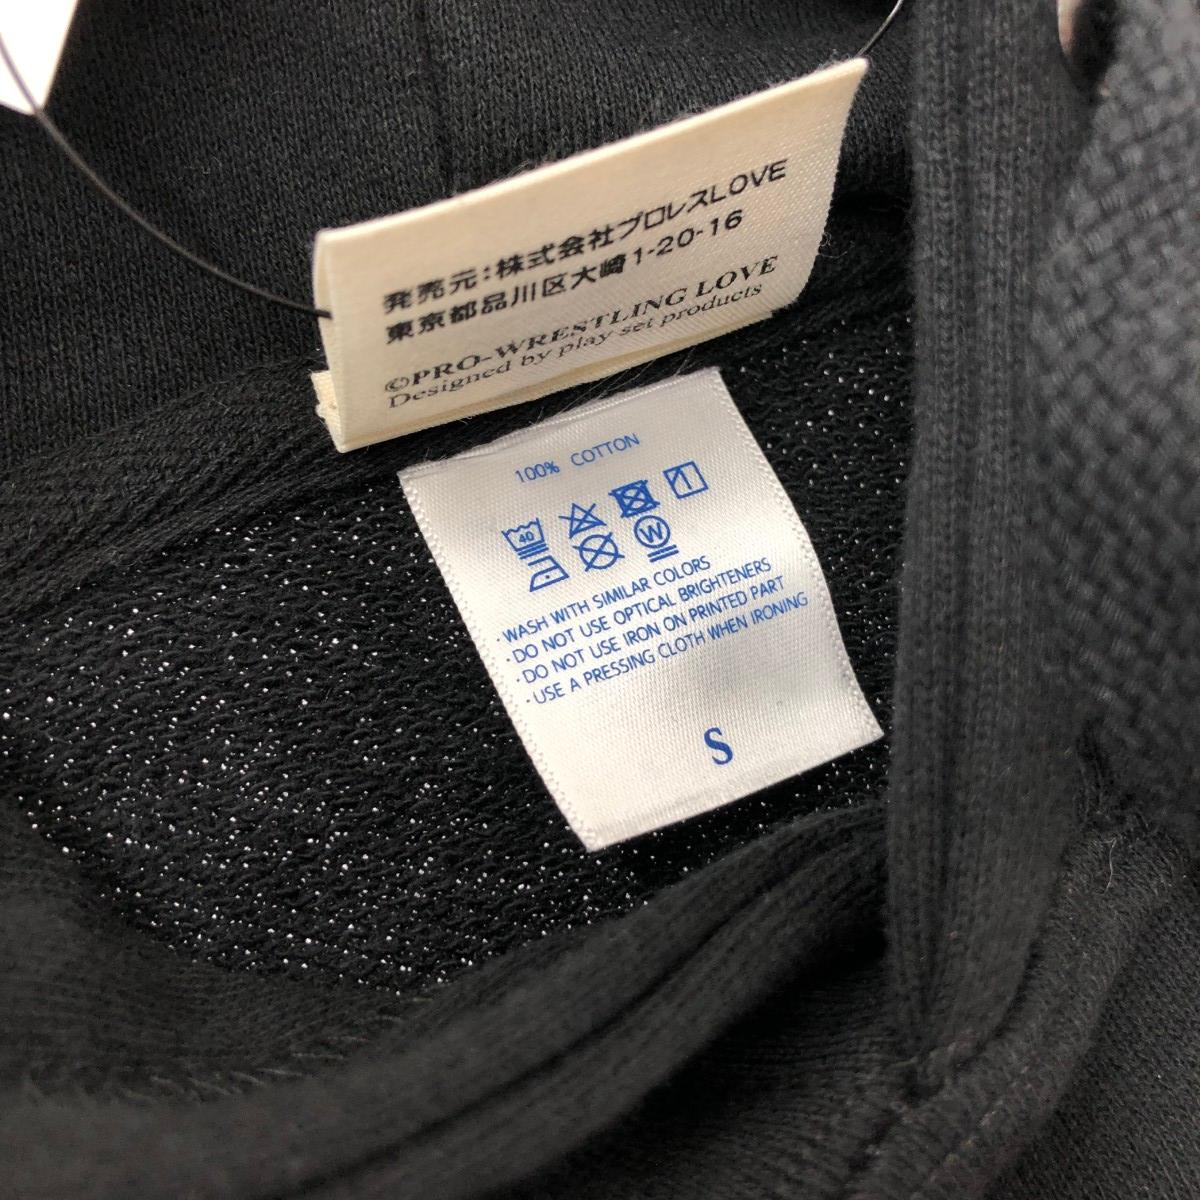 発売元:株式会社プロレスLOVE
東京都品川区大崎1-20-16
©PRO-WRESTLING LOVE
Designed by play set products
100% COTTON
40
W
・WASH WITH SIMILAR COLORS
・DO NOT USE OPTICAL BRIGHTENERS
・DO NOT USE IRON ON PRINTED PART
・USE A PRESSING CLOTH WHEN IRONING
S